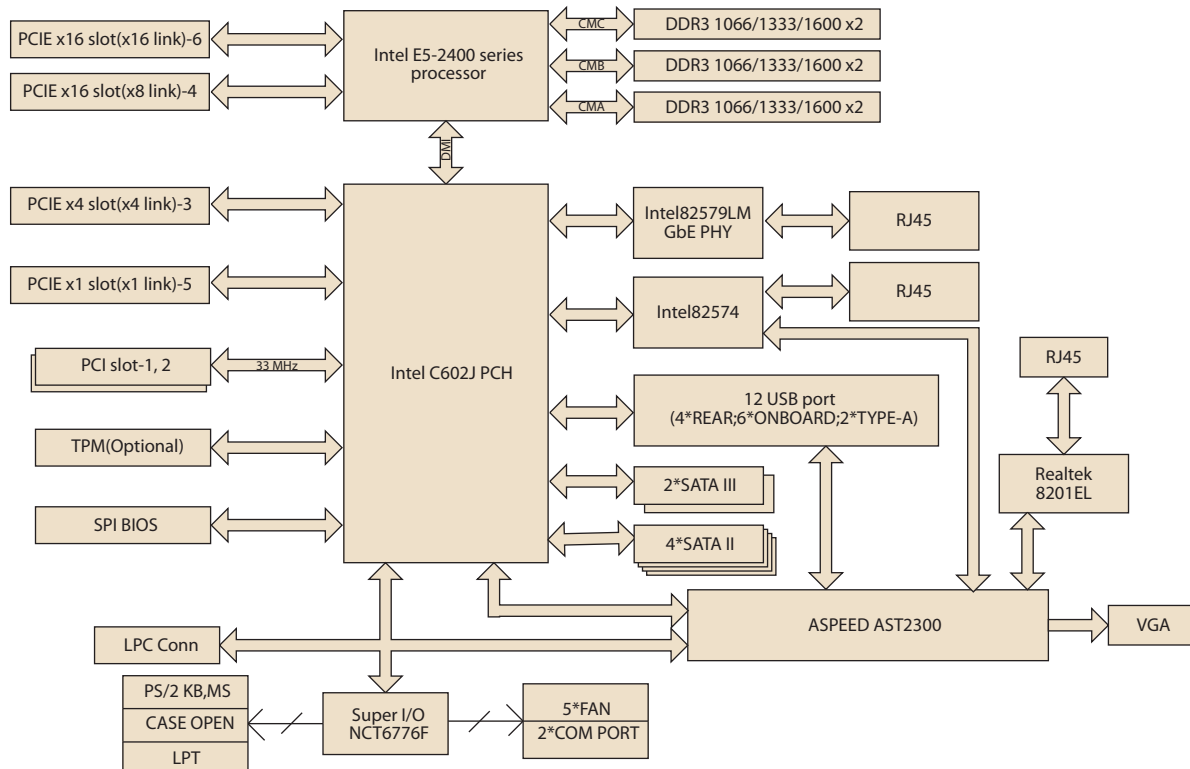 PCIE x16 slot(x16 link)-6
PCIE x16 slot(x8 link)-4
Intel E5-2400 series
processor
CMC
DDR3 1066/1333/1600 x2
CMB
DDR3 1066/1333/1600 x2
CMA
DDR3 1066/1333/1600 x2
DMI
PCIE x4 slot(x4 link)-3
PCIE x1 slot(x1 link)-5
PCI slot-1, 2
33 MHz
TPM(Optional)
SPI BIOS
Intel C602J PCH
Intel82579LM
GbE PHY
RJ45
Intel82574
RJ45
12 USB port
(4*REAR;6*ONBOARD;2*TYPE-A)
2*SATA III
4*SATA II
RJ45
Realtek
8201EL
ASPEED AST2300
VGA
LPC Conn
PS/2 KB,MS
CASE OPEN
LPT
Super I/O
NCT6776F
5*FAN
2*COM PORT